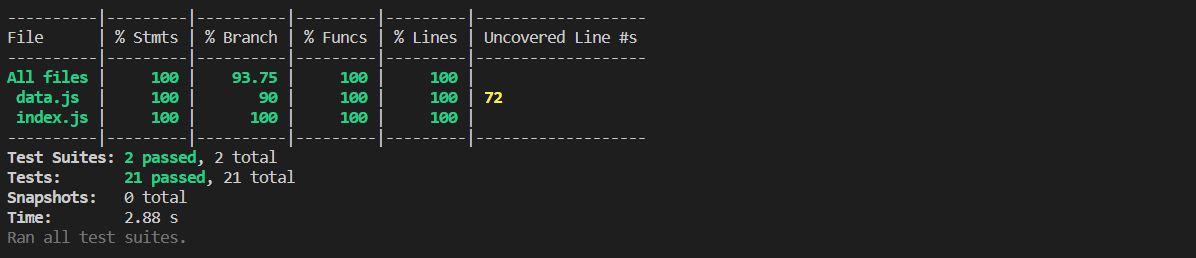 ----------|---------|----------|---------|---------|-------------------
File      | % Stmts | % Branch | % Funcs | % Lines | Uncovered Line #s
----------|---------|----------|---------|---------|-------------------
All files |     100 |    93.75 |     100 |     100 |
 data.js  |     100 |       90 |     100 |     100 | 72
 index.js |     100 |      100 |     100 |     100 |
----------|---------|----------|---------|---------|-------------------
Test Suites: 2 passed, 2 total
Tests:       21 passed, 21 total
Snapshots:   0 total
Time:        2.88 s
Ran all test suites.